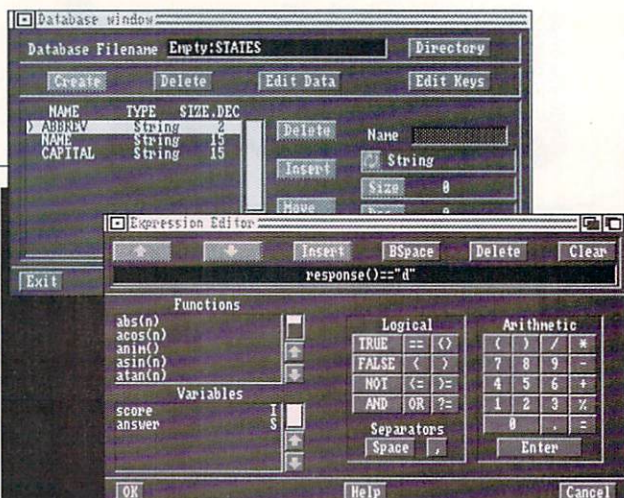 Database window
Database Filename Empty:STATES Directory
Create Delete Edit Data Edit Keys
NAME TYPE SIZE.DEC
) ABBREV String 2
NAME String 15
CAPITAL String 15
Delete
Insert
Move
Name
String
Size 0
Exit
Expression Editor
Insert BSpace Delete Clear
response()=="d"
Functions
abs(n)
acos(n)
anim()
asin(n)
atan(n)
Variables
score I
answer S
Logical
TRUE == <>
FALSE < >
NOT <= >=
AND OR ?=
Separators
Space ,
Arithmetic
( ) / *
7 8 9 -
4 5 6 +
1 2 3 %
0 . =
Enter
OK Help Cancel